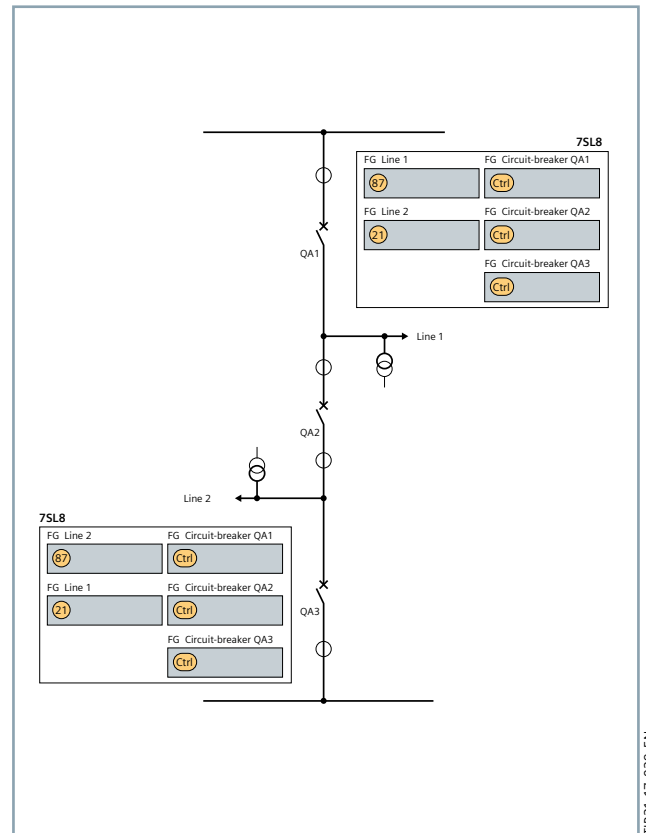 7SL8
FG Line 1
FG Circuit-breaker QA1
87
Ctrl
FG Line 2
FG Circuit-breaker QA2
21
Ctrl
FG Circuit-breaker QA3
Ctrl
QA1
Line 1
QA2
Line 2
7SL8
FG Line 2
FG Circuit-breaker QA1
87
Ctrl
FG Line 1
FG Circuit-breaker QA2
21
Ctrl
FG Circuit-breaker QA3
Ctrl
QA3